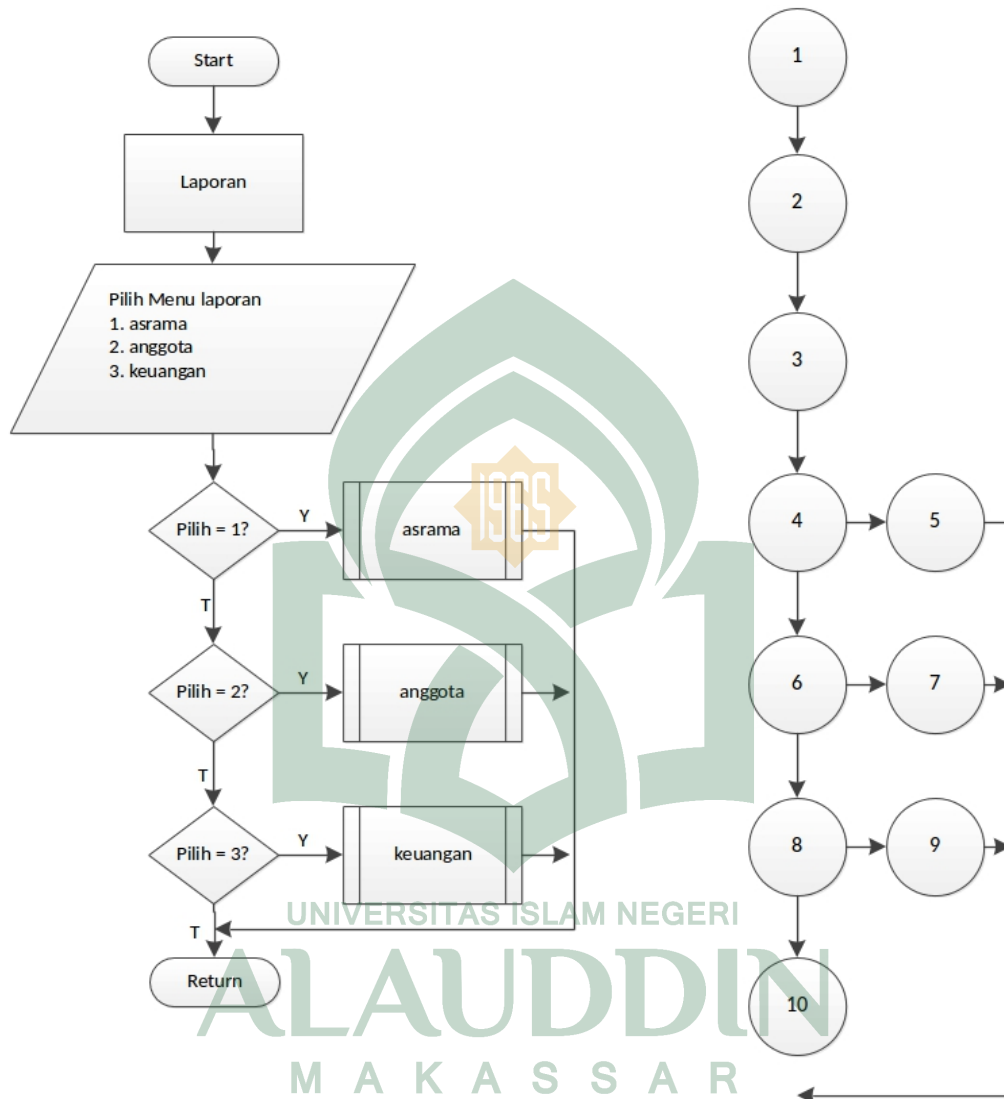 Start
Laporan
Pilih Menu laporan
1. asrama
2. anggota
3. keuangan
Pilih = 1?
Y
asrama
T
Pilih = 2?
Y
anggota
T
Pilih = 3?
Y
keuangan
T
Return
1
2
3
4
5
6
7
8
9
10
1965
UNIVERSITAS ISLAM NEGERI
ALAUDDIN
MAKASSAR